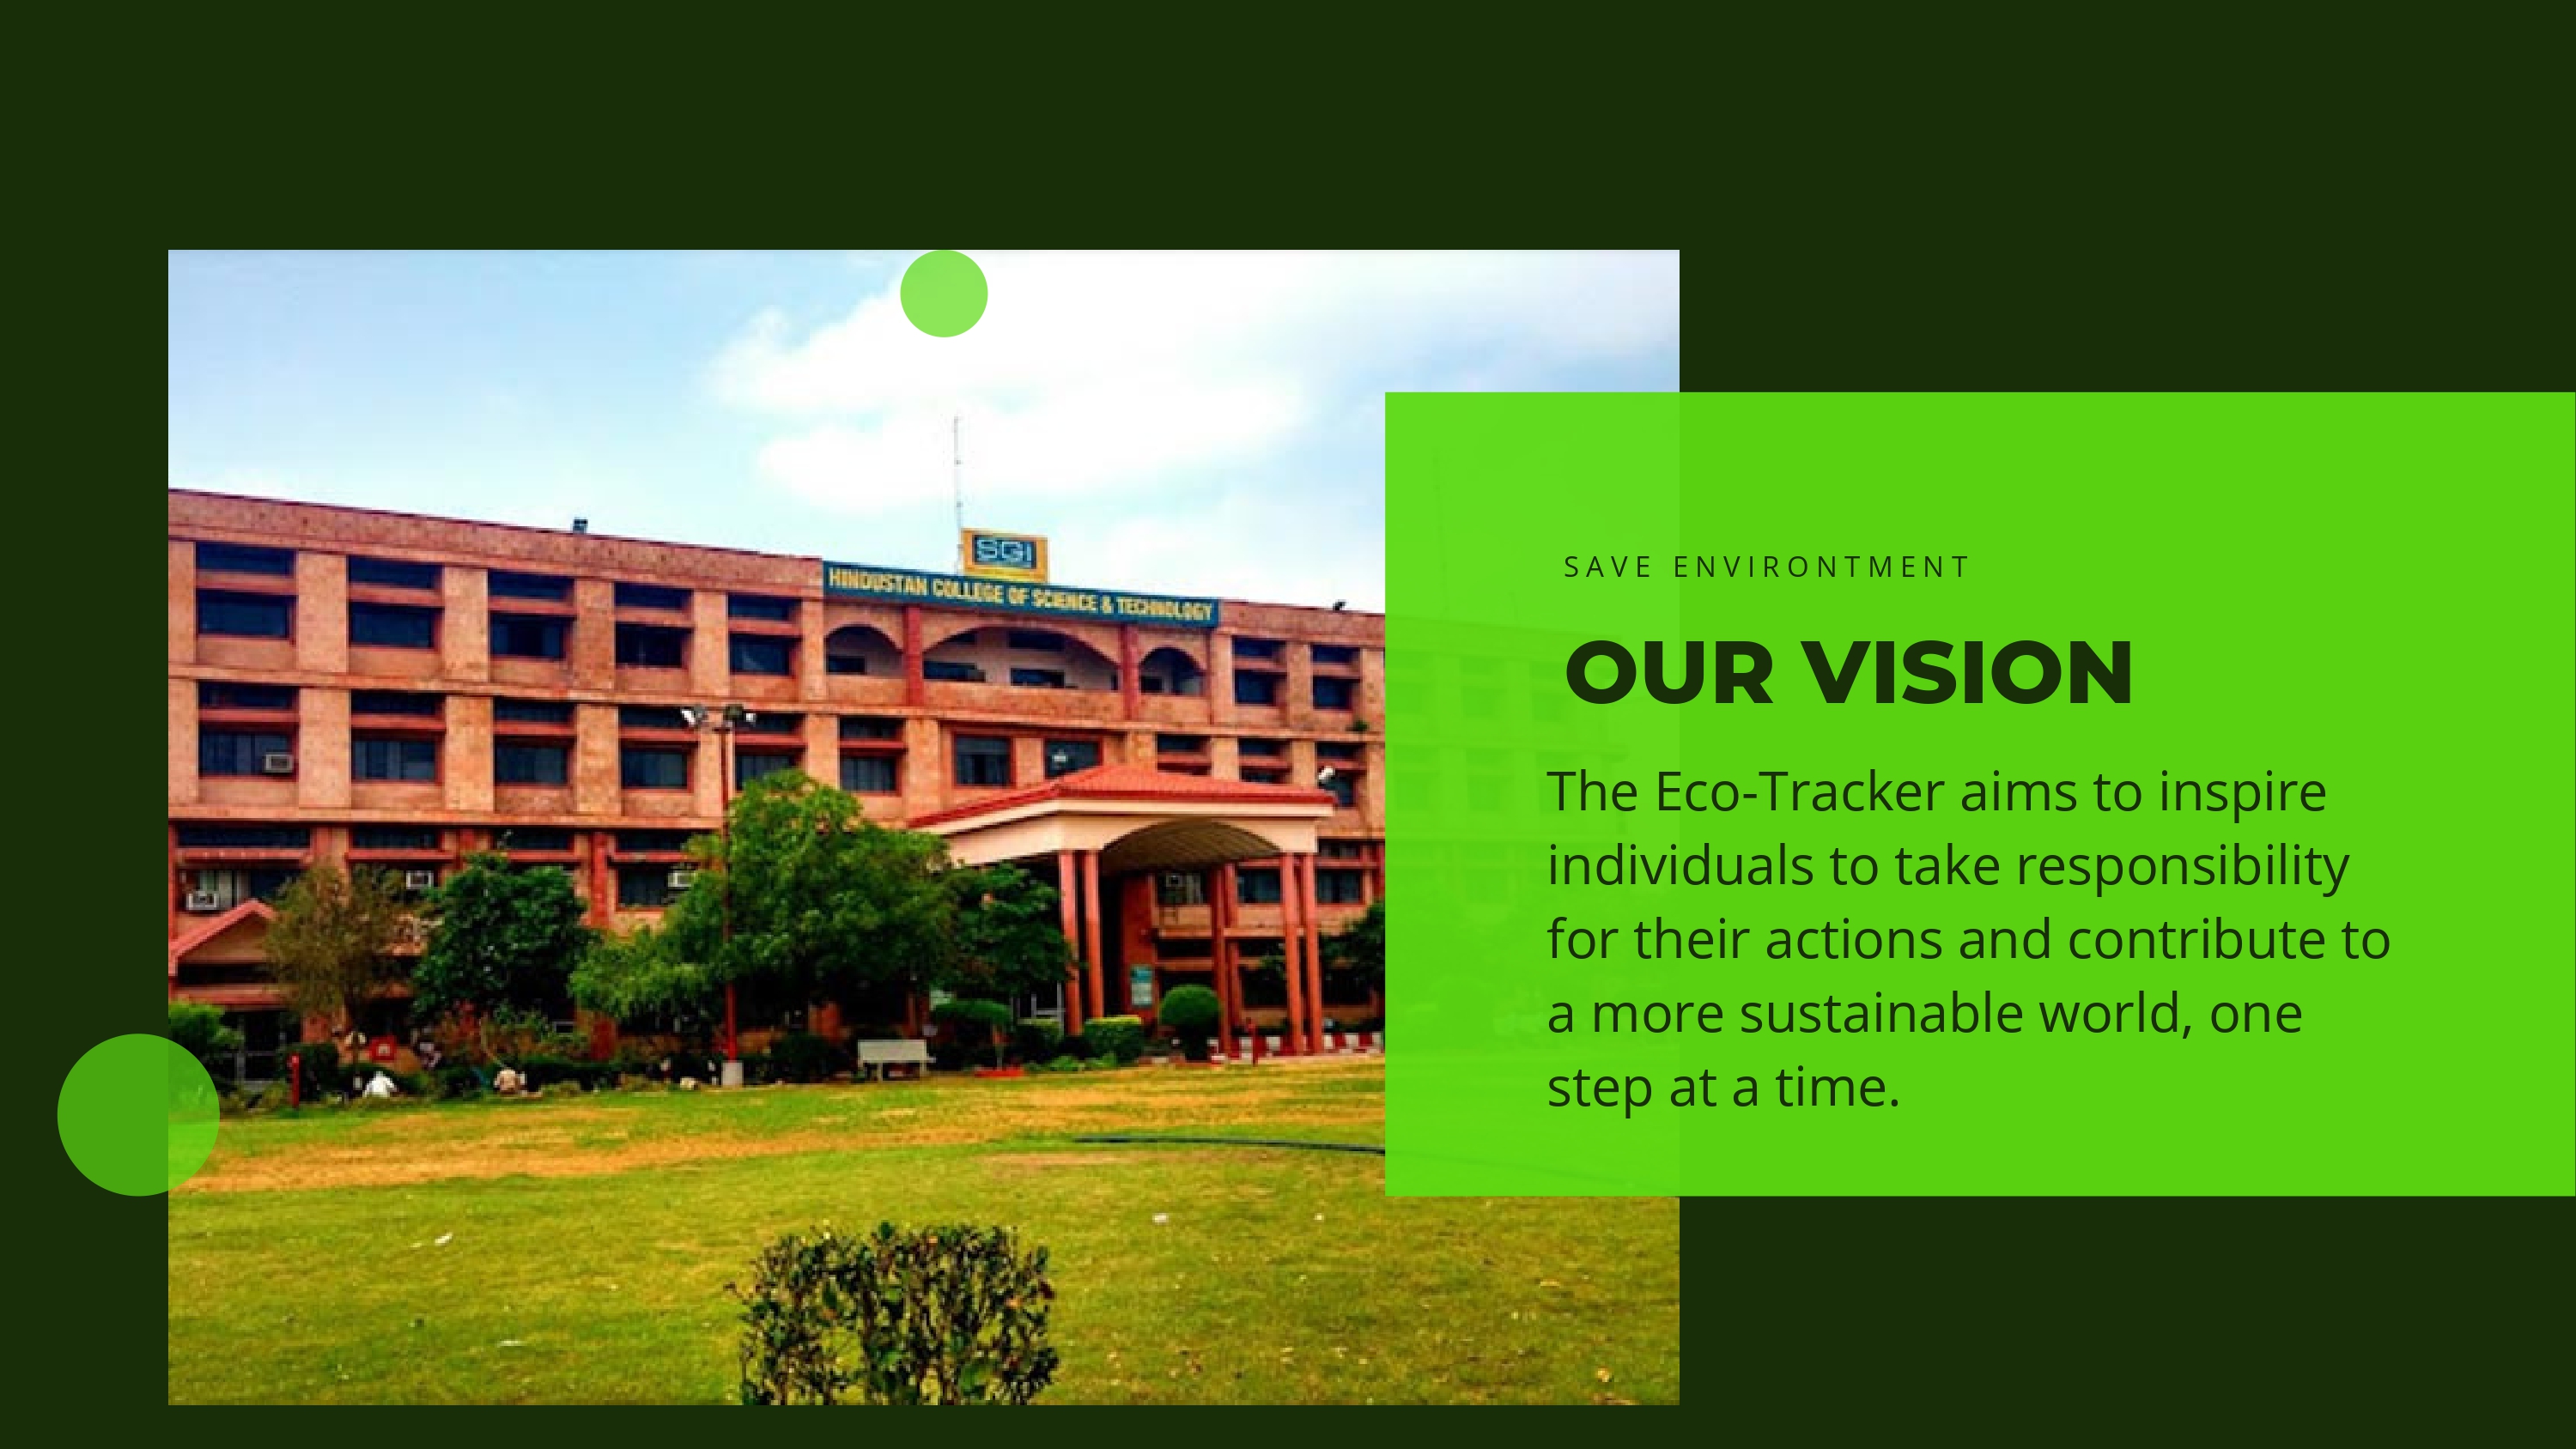 SGI
HINDUSTAN COLLEGE OF SCIENCE & TECHNOLOGY
SAVE ENVIRONTMENT
OUR VISION
The Eco-Tracker aims to inspire
individuals to take responsibility
for their actions and contribute to
a more sustainable world, one
step at a time.